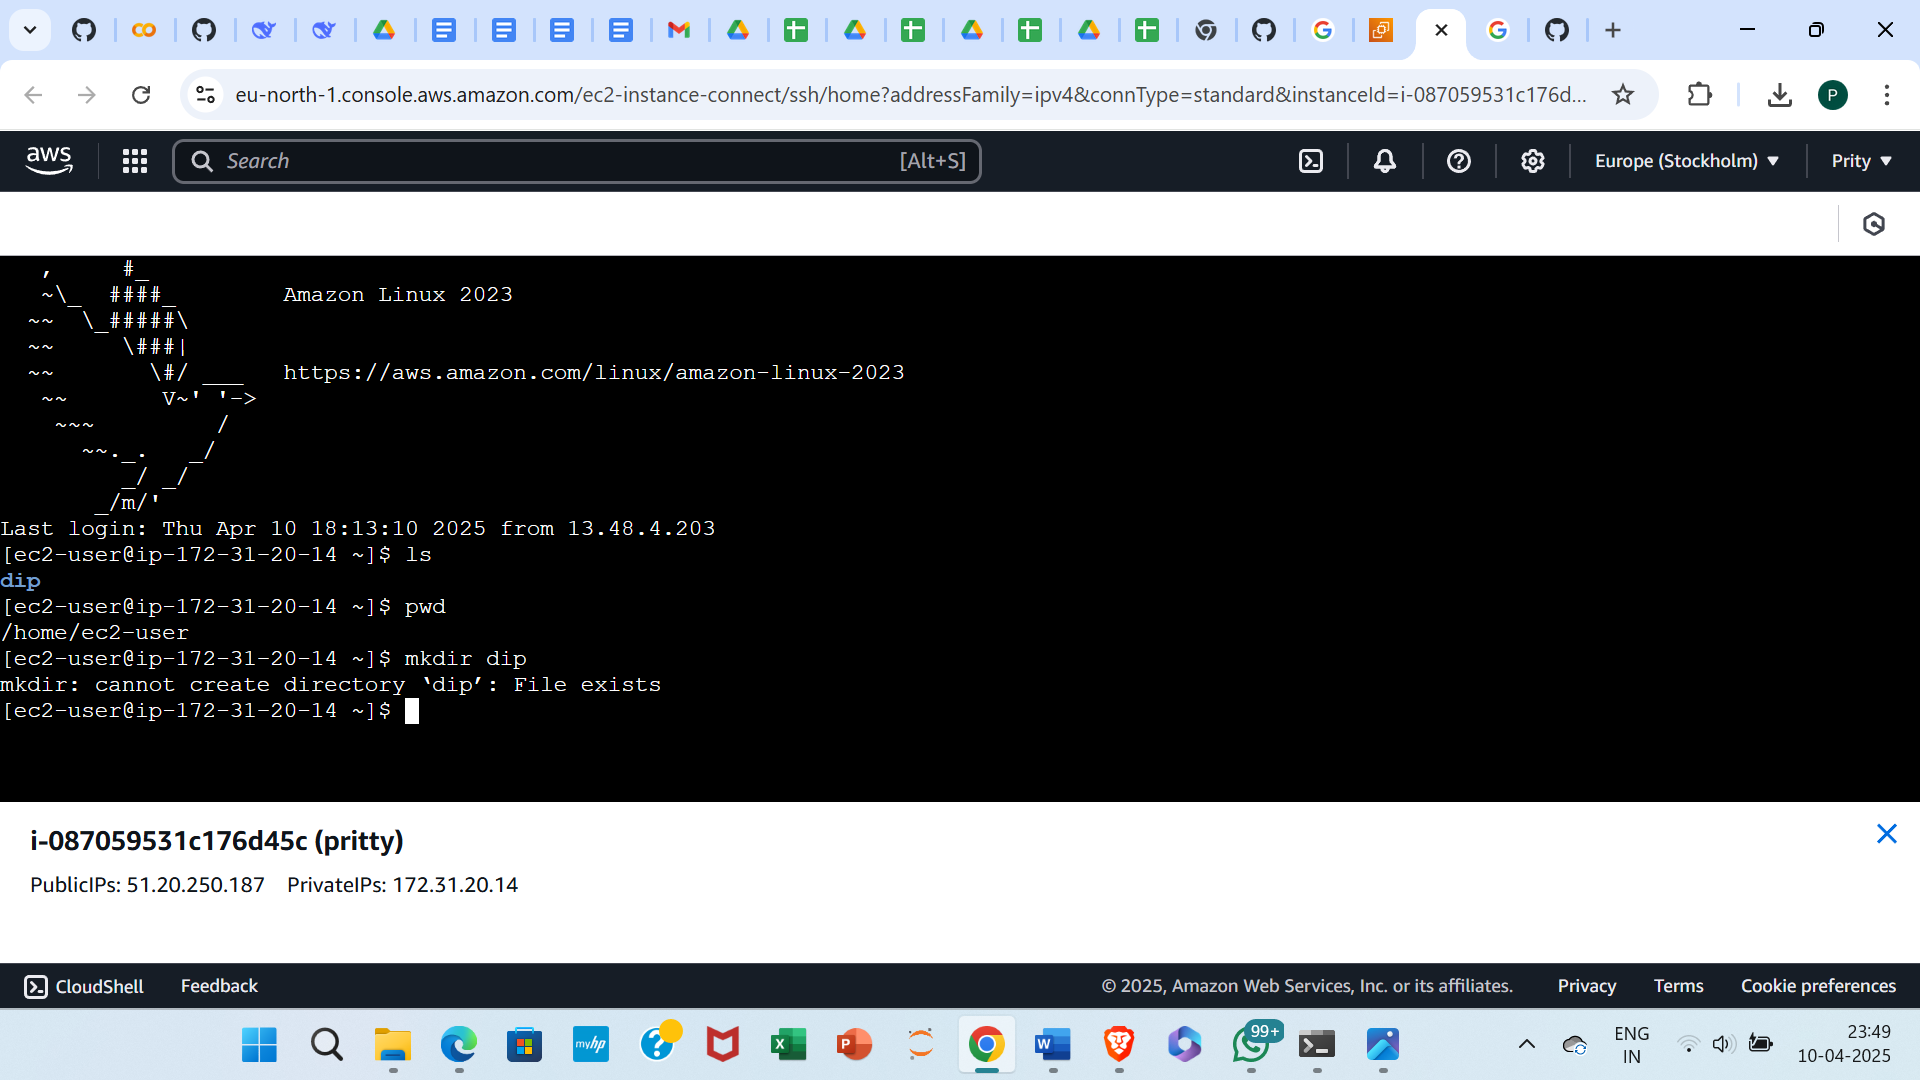 eu-north-1.console.aws.amazon.com/ec2-instance-connect/ssh/home?addressFamily=ipv4&connType=standard&instanceId=i-087059531c176d...
P
aws
Search
[Alt+S]
Europe (Stockholm)
Prity
   ,     #_
   ~\_  ####_        Amazon Linux 2023
  ~~  \_#####\
  ~~     \###|
  ~~       \#/ ___   https://aws.amazon.com/linux/amazon-linux-2023
   ~~       V~' '->
    ~~~         /
      ~~._.   _/
         _/ _/
       _/m/'
Last login: Thu Apr 10 18:13:10 2025 from 13.48.4.203
[ec2-user@ip-172-31-20-14 ~]$ ls
dip
[ec2-user@ip-172-31-20-14 ~]$ pwd
/home/ec2-user
[ec2-user@ip-172-31-20-14 ~]$ mkdir dip
mkdir: cannot create directory ‘dip’: File exists
[ec2-user@ip-172-31-20-14 ~]$
i-087059531c176d45c (pritty)
PublicIPs: 51.20.250.187 PrivateIPs: 172.31.20.14
CloudShell
Feedback
© 2025, Amazon Web Services, Inc. or its affiliates.
Privacy
Terms
Cookie preferences
myhp
99+
ENG
IN
23:49
10-04-2025